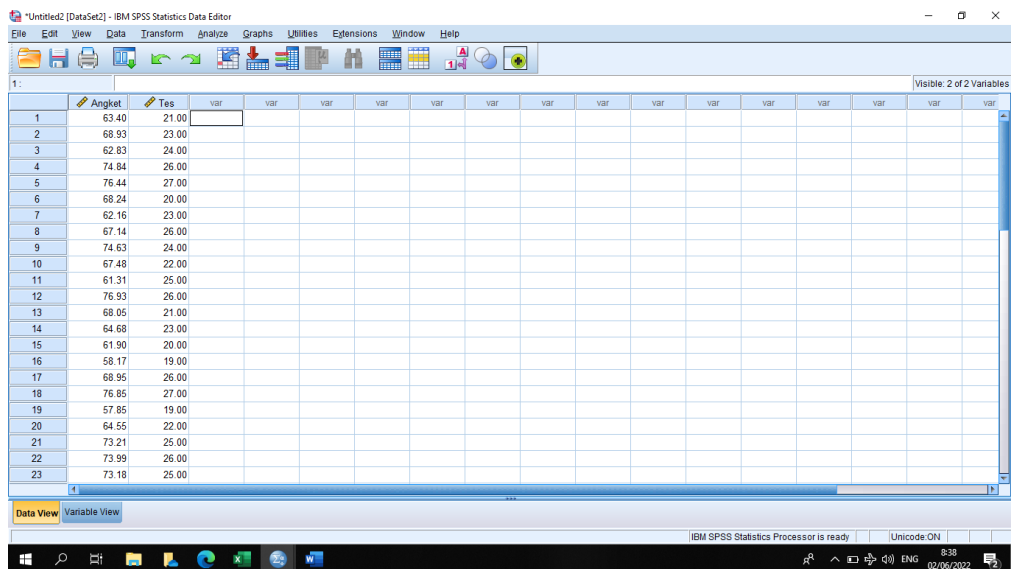 *Untitled2 [DataSet2] - IBM SPSS Statistics Data Editor
File Edit View Data Transform Analyze Graphs Utilities Extensions Window Help
1 :
Visible: 2 of 2 Variables
Angket Tes var var var var var var var var var var var var var var var
1 63.40 21.00
2 68.93 23.00
3 62.83 24.00
4 74.84 26.00
5 76.44 27.00
6 68.24 20.00
7 62.16 23.00
8 67.14 26.00
9 74.63 24.00
10 67.48 22.00
11 61.31 25.00
12 76.93 26.00
13 68.05 21.00
14 64.68 23.00
15 61.90 20.00
16 58.17 19.00
17 68.95 26.00
18 76.85 27.00
19 57.85 19.00
20 64.55 22.00
21 73.21 25.00
22 73.99 26.00
23 73.18 25.00
Data View Variable View
IBM SPSS Statistics Processor is ready Unicode:ON
ENG 8:38
02/06/2022
2